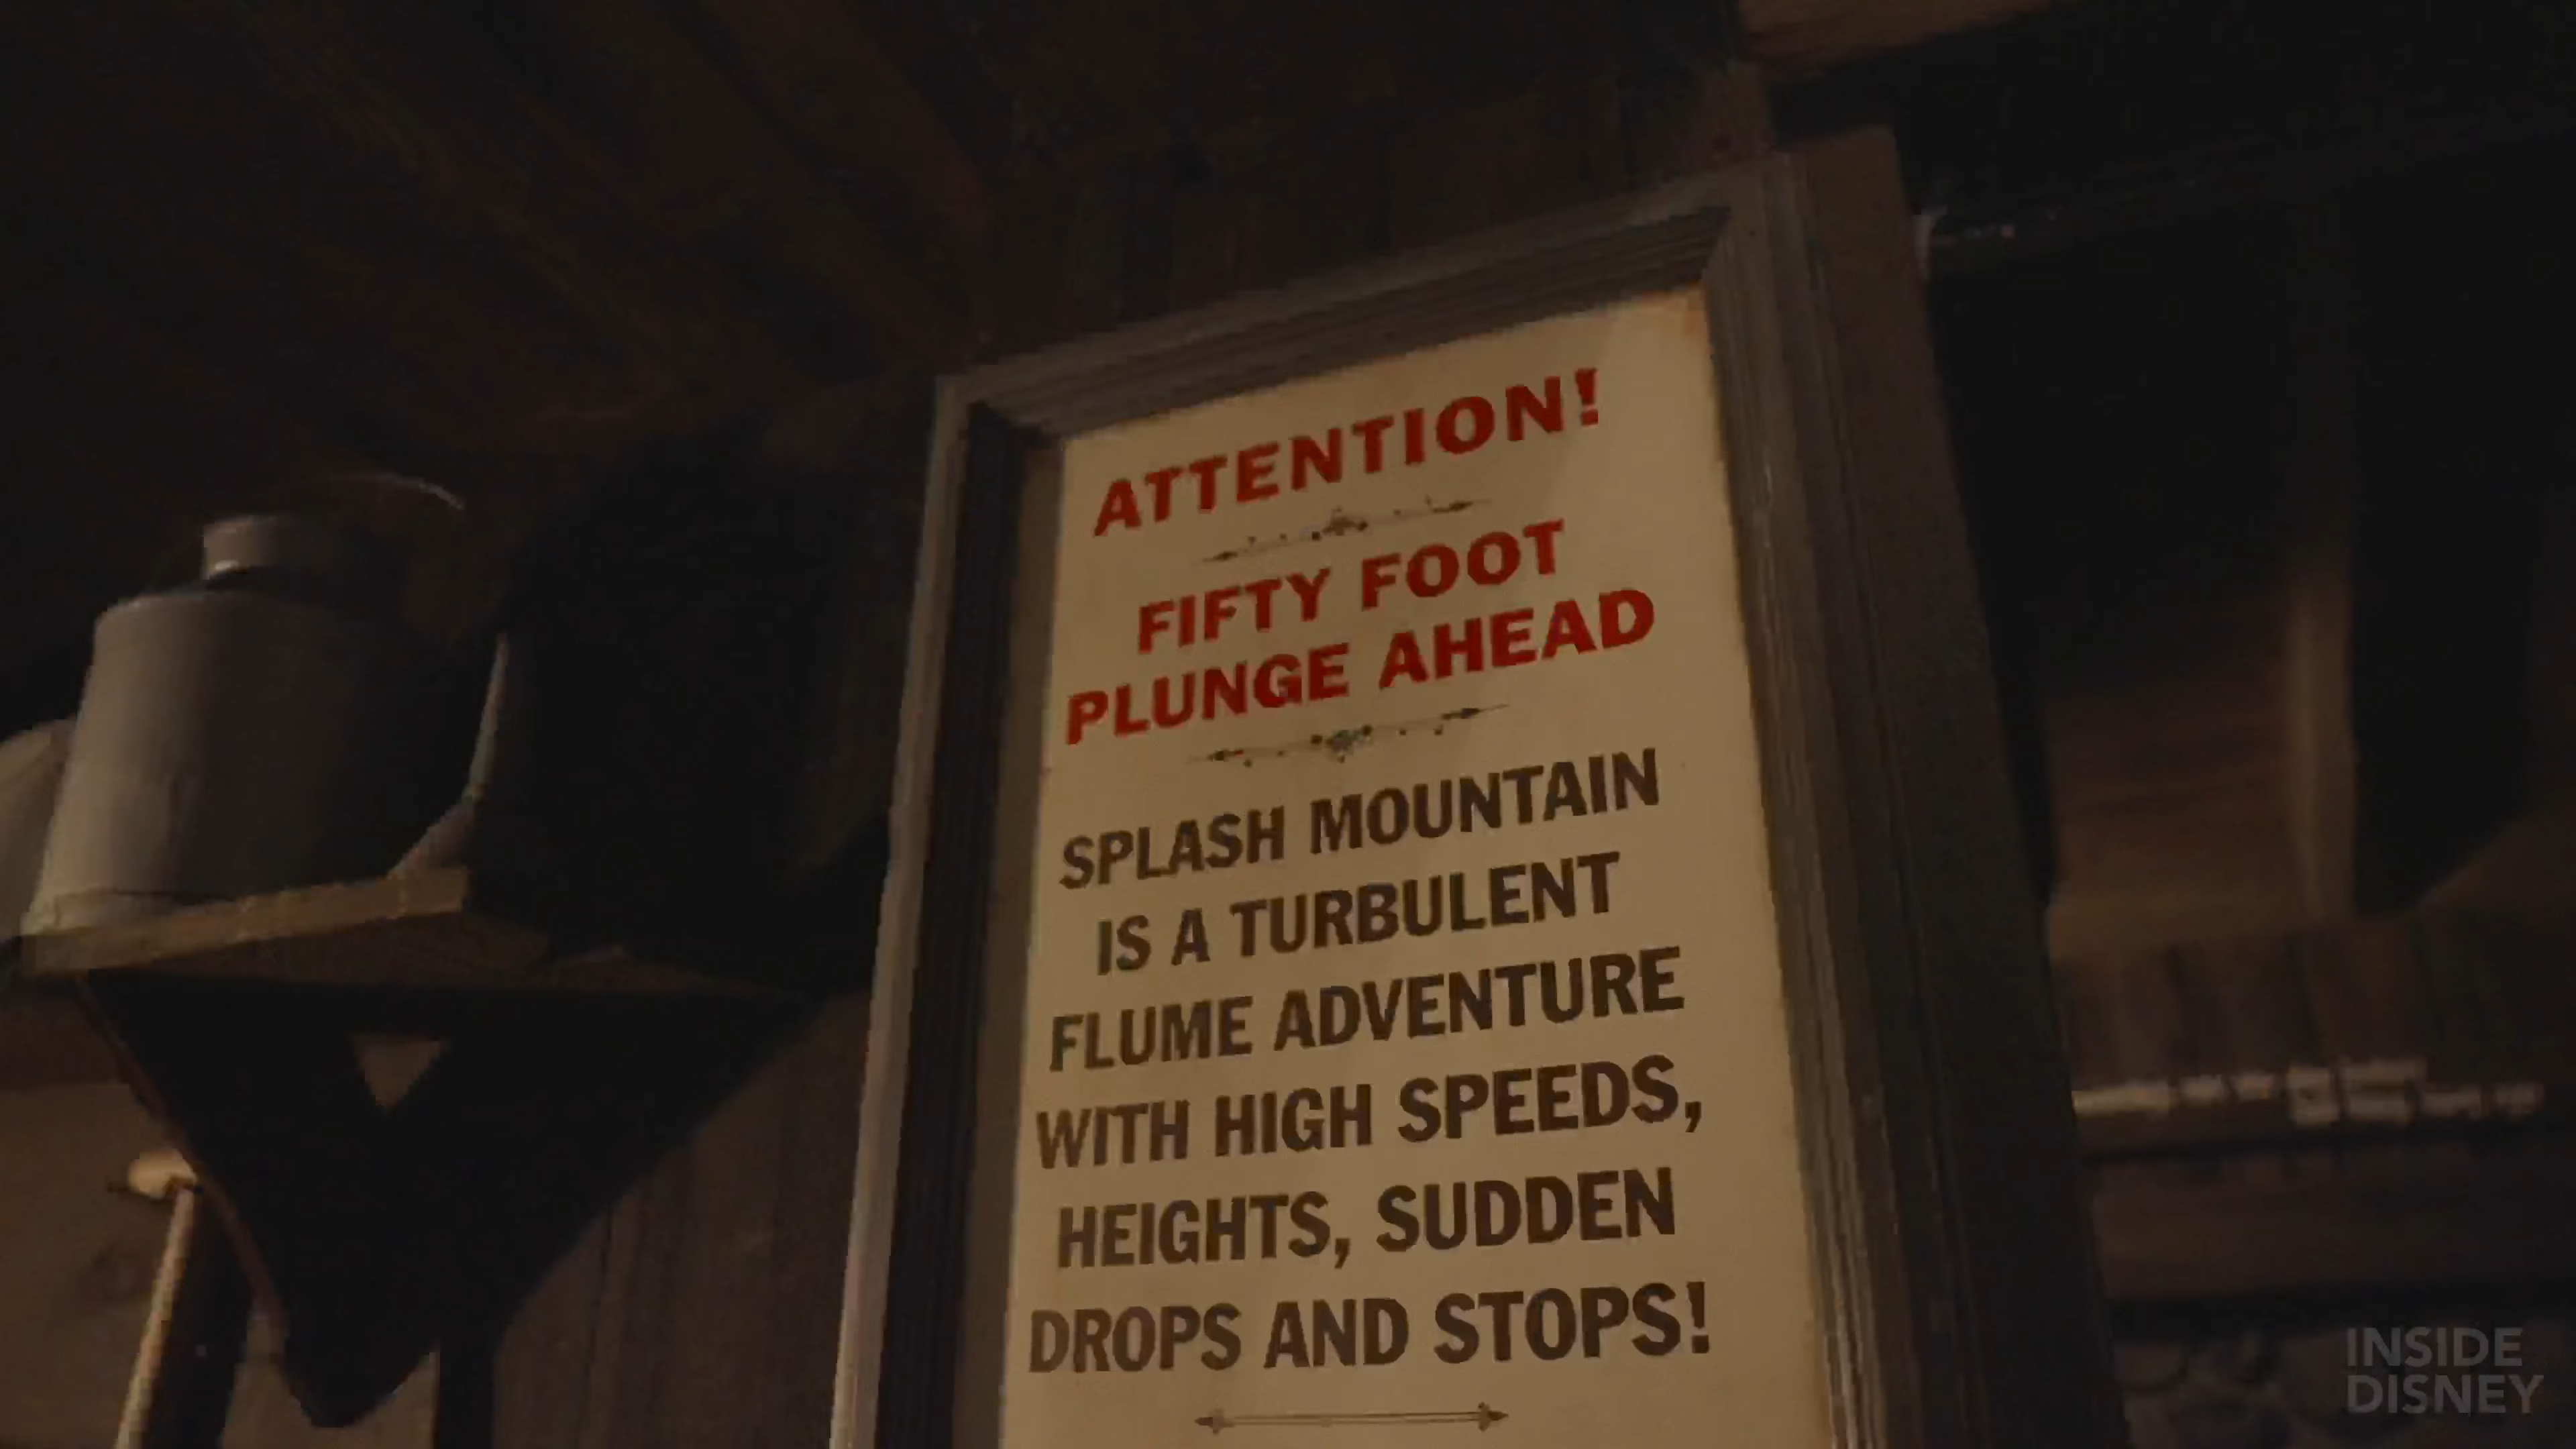 ATTENTION!
FIFTY FOOT
PLUNGE AHEAD
SPLASH MOUNTAIN
IS A TURBULENT
FLUME ADVENTURE
WITH HIGH SPEEDS,
HEIGHTS, SUDDEN
DROPS AND STOPS!
INSIDE
DISNEY